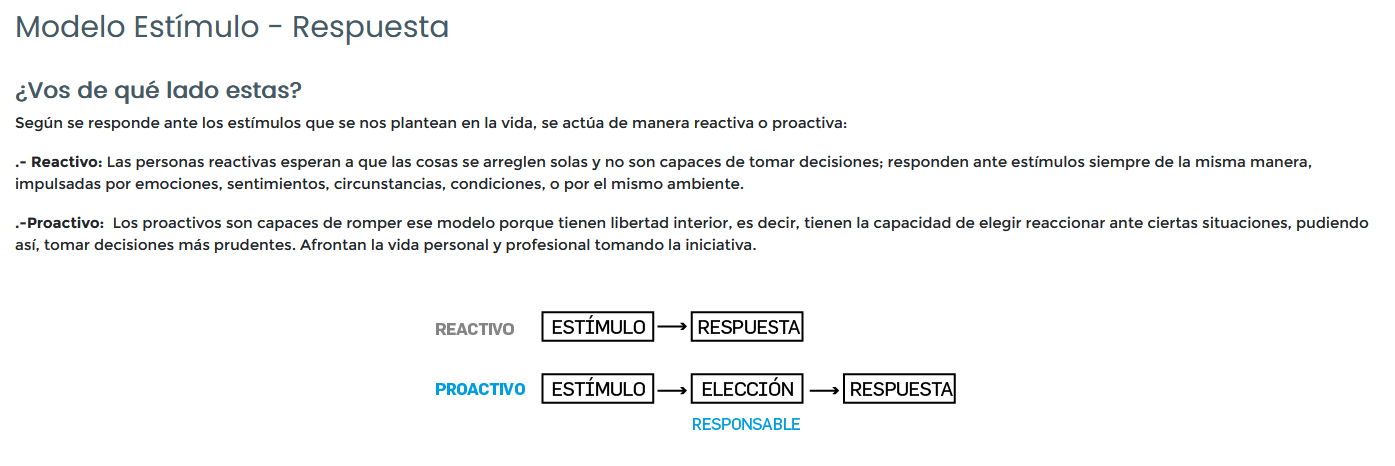 Modelo Estímulo - Respuesta
¿Vos de qué lado estas?
Según se responde ante los estímulos que se nos plantean en la vida, se actúa de manera reactiva o proactiva:
.- Reactivo: Las personas reactivas esperan a que las cosas se arreglen solas y no son capaces de tomar decisiones; responden ante estímulos siempre de la misma manera,
impulsadas por emociones, sentimientos, circunstancias, condiciones, o por el mismo ambiente.
.-Proactivo: Los proactivos son capaces de romper ese modelo porque tienen libertad interior, es decir, tienen la capacidad de elegir reaccionar ante ciertas situaciones, pudiendo
así, tomar decisiones más prudentes. Afrontan la vida personal y profesional tomando la iniciativa.
REACTIVO ESTÍMULO RESPUESTA
PROACTIVO ESTÍMULO ELECCIÓN RESPUESTA
RESPONSABLE